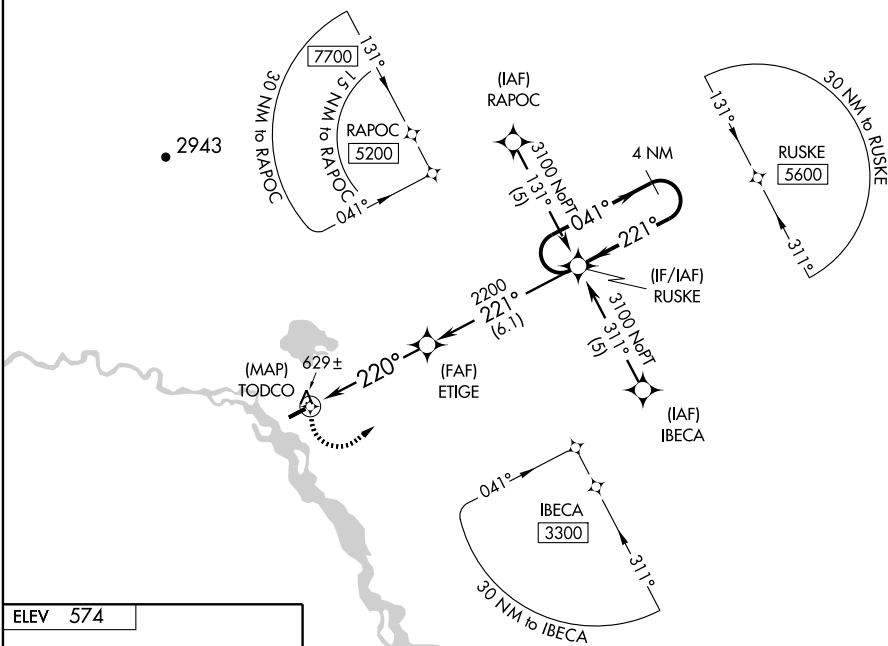 2943
7700
131°
30 NM to RAPOC
15 NM to RAPOC
RAPOC
5200
041°
(IAF)
RAPOC
3100 NoPT
131°
(5)
4 NM
041°
221°
(IF/IAF)
RUSKE
131°
30 NM to RUSKE
RUSKE
5600
311°
2200
221°
(6.1)
3100 NoPT
311°
(5)
(IAF)
IBECA
(FAF)
ETIGE
220°
(MAP)
TODCO
629±
041°
IBECA
3300
311°
30 NM to IBECA
ELEV 574